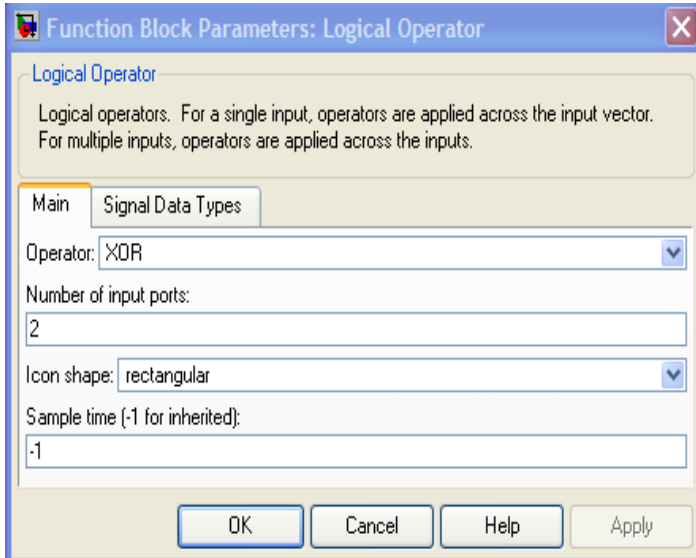 Function Block Parameters: Logical Operator
Logical Operator
Logical operators. For a single input, operators are applied across the input vector.
For multiple inputs, operators are applied across the inputs.
Main Signal Data Types
Operator: XOR
Number of input ports:
2
Icon shape: rectangular
Sample time (-1 for inherited):
-1
OK Cancel Help Apply